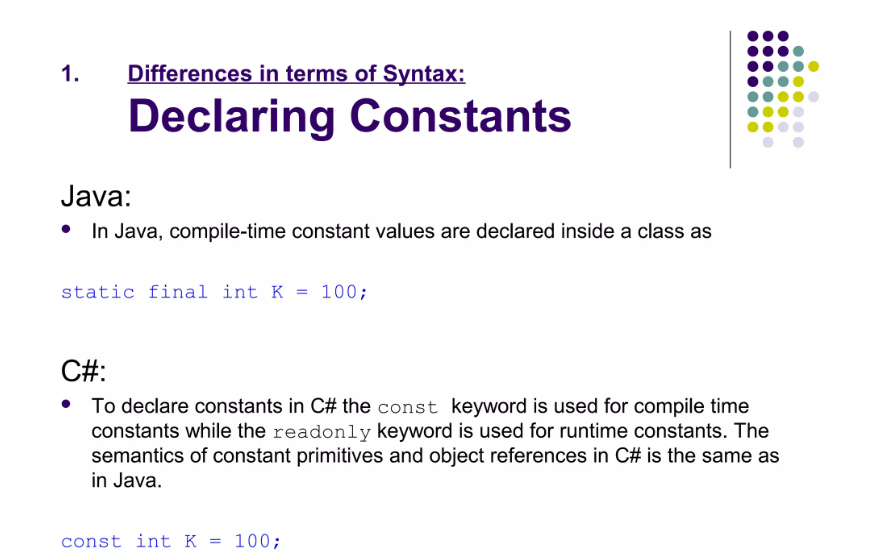 1. Differences in terms of Syntax:
Declaring Constants
Java:
• In Java, compile-time constant values are declared inside a class as
static final int K = 100;
C#:
• To declare constants in C# the const keyword is used for compile time
constants while the readonly keyword is used for runtime constants. The
semantics of constant primitives and object references in C# is the same as
in Java.
const int K = 100;